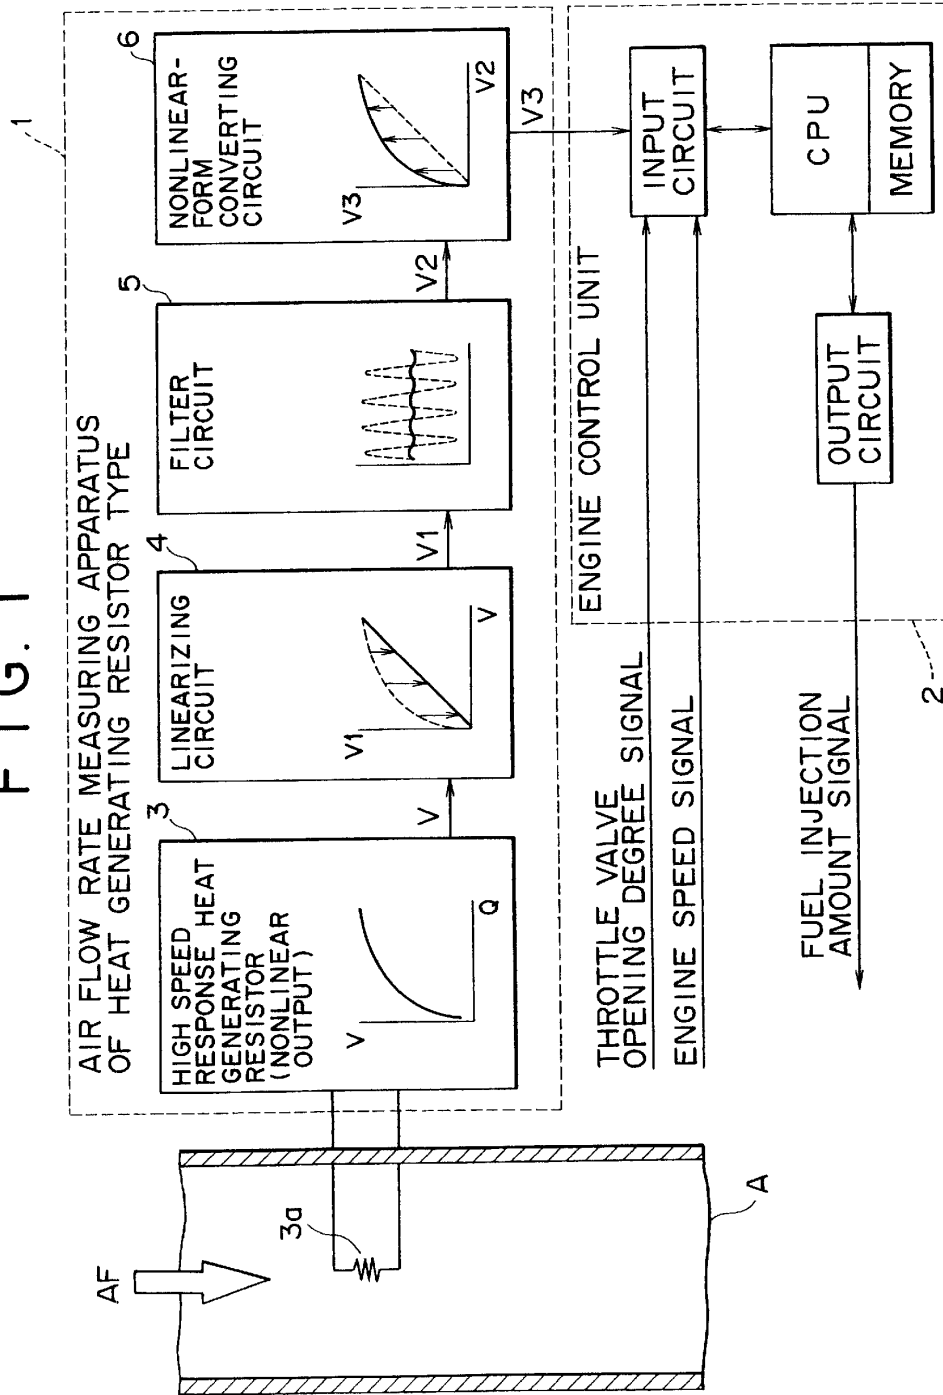 FIG. 1
AIR FLOW RATE MEASURING APPARATUS
OF HEAT GENERATING RESISTOR TYPE
1
AF
3a
A
3
HIGH SPEED
RESPONSE HEAT
GENERATING
RESISTOR
(NONLINEAR
OUTPUT)
V
Q
V
4
LINEARIZING
CIRCUIT
V1
V
V1
5
FILTER
CIRCUIT
V2
6
NONLINEAR-
FORM
CONVERTING
CIRCUIT
V3
V2
V3
ENGINE CONTROL UNIT
THROTTLE VALVE
OPENING DEGREE SIGNAL
ENGINE SPEED SIGNAL
INPUT
CIRCUIT
CPU
MEMORY
OUTPUT
CIRCUIT
FUEL INJECTION
AMOUNT SIGNAL
2